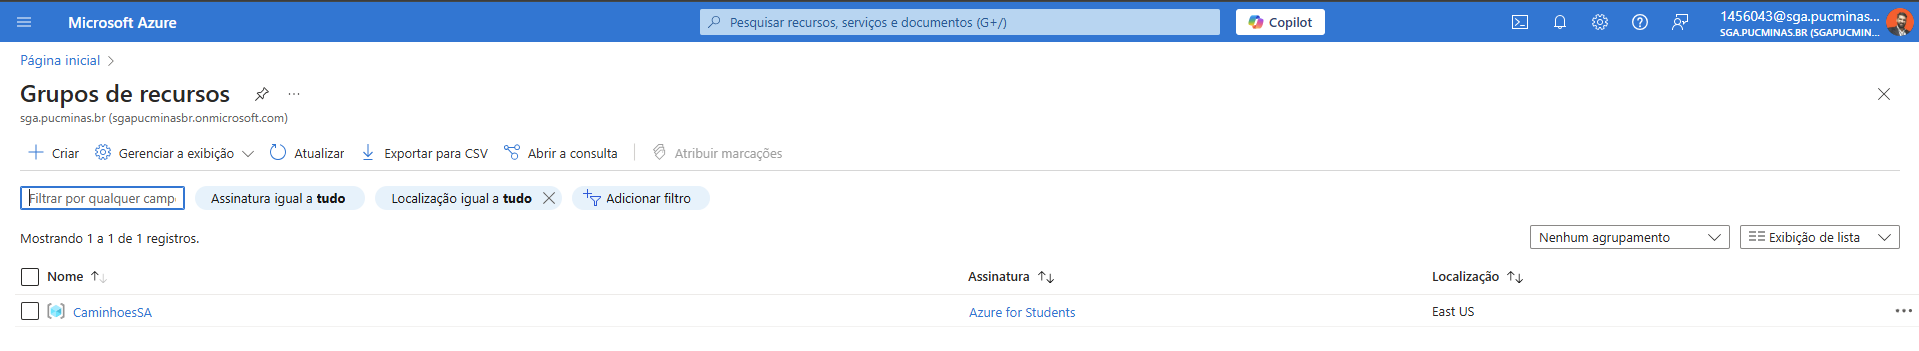 Microsoft Azure
Pesquisar recursos, serviços e documentos (G+/)
Copilot
1456043@sga.pucminas...
SGA.PUCMINAS.BR (SGAPUCMIN...
Página inicial
Grupos de recursos
sga.pucminas.br (sgapucminasbr.onmicrosoft.com)
Criar Gerenciar a exibição Atualizar Exportar para CSV Abrir a consulta Atribuir marcações
Filtrar por qualquer camp Assinatura igual a tudo Localização igual a tudo Adicionar filtro
Mostrando 1 a 1 de 1 registros. Nenhum agrupamento Exibição de lista
Nome Assinatura Localização
CaminhoesSA Azure for Students East US